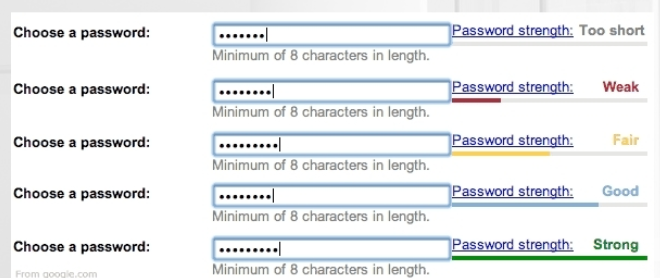 Choose a password: ••••••• Password strength: Too short
Minimum of 8 characters in length.
Choose a password: •••••••• Password strength: Weak
Minimum of 8 characters in length.
Choose a password: ••••••••• Password strength: Fair
Minimum of 8 characters in length.
Choose a password: •••••••• Password strength: Good
Minimum of 8 characters in length.
Choose a password: ••••••••• Password strength: Strong
Minimum of 8 characters in length.
From google.com